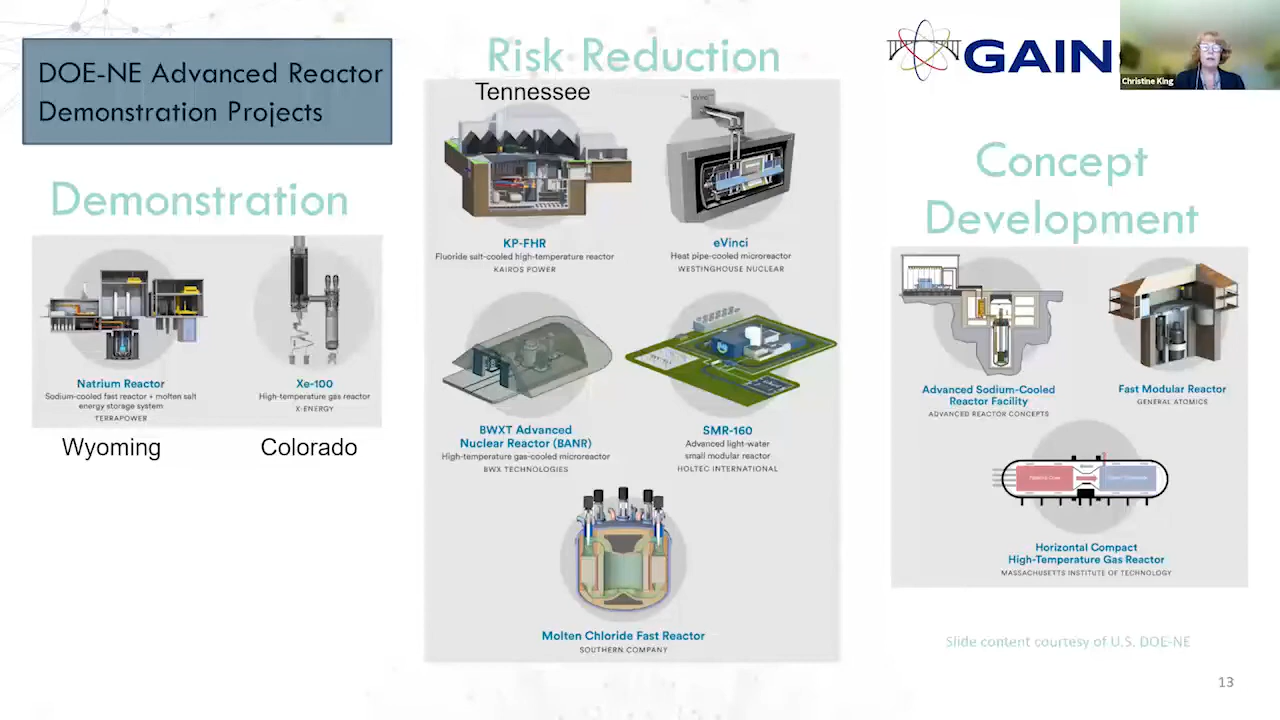 DOE-NE Advanced Reactor
Demonstration Projects
Demonstration
Natrium Reactor
Sodium-cooled fast reactor + molten salt
energy storage system
TERRAPOWER
Wyoming
Xe-100
High-temperature gas reactor
X-ENERGY
Colorado
Risk Reduction
Tennessee
KP-FHR
Fluoride salt-cooled high-temperature reactor
KAIROS POWER
eVinci
Heat pipe-cooled microreactor
WESTINGHOUSE NUCLEAR
BWXT Advanced
Nuclear Reactor (BANR)
High-temperature gas-cooled microreactor
BWX TECHNOLOGIES
SMR-160
Advanced light-water
small modular reactor
HOLTEC INTERNATIONAL
Molten Chloride Fast Reactor
SOUTHERN COMPANY
GAIN
Christine King
Concept
Development
Advanced Sodium-Cooled
Reactor Facility
ADVANCED REACTOR CONCEPTS
Fast Modular Reactor
GENERAL ATOMICS
Horizontal Compact
High-Temperature Gas Reactor
MASSACHUSETTS INSTITUTE OF TECHNOLOGY
Slide content courtesy of U.S. DOE-NE
13